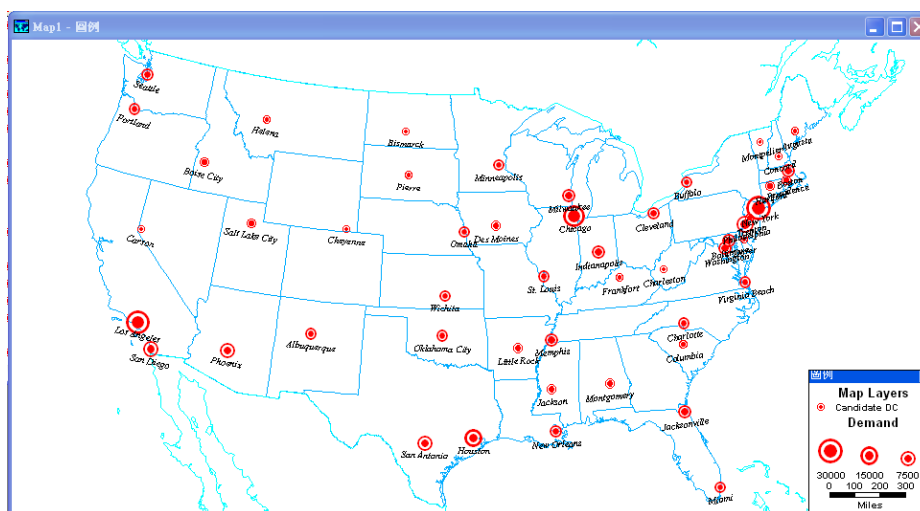 Map1 - 圖例
Seattle
Portland
Helena
Bismarck
Boise City
Minneapolis
Pierre
Montpelier
Augusta
Concord
Boston
Providence
Buffalo
Milwaukee
Chicago
Cleveland
New York
Trenton
Philadelphia
Carson
Salt Lake City
Cheyenne
Omaha
Des Moines
Indianapolis
Washington
St. Louis
Frankfort
Charleston
Virginia Beach
Wichita
Los Angeles
San Diego
Phoenix
Albuquerque
Oklahoma City
Little Rock
Memphis
Charlotte
Columbia
Jackson
Montgomery
Jacksonville
San Antonia
Houston
New Orleans
Miami
圖例
Map Layers
Candidate DC
Demand
30000 15000 7500
0 100 200 300
Miles